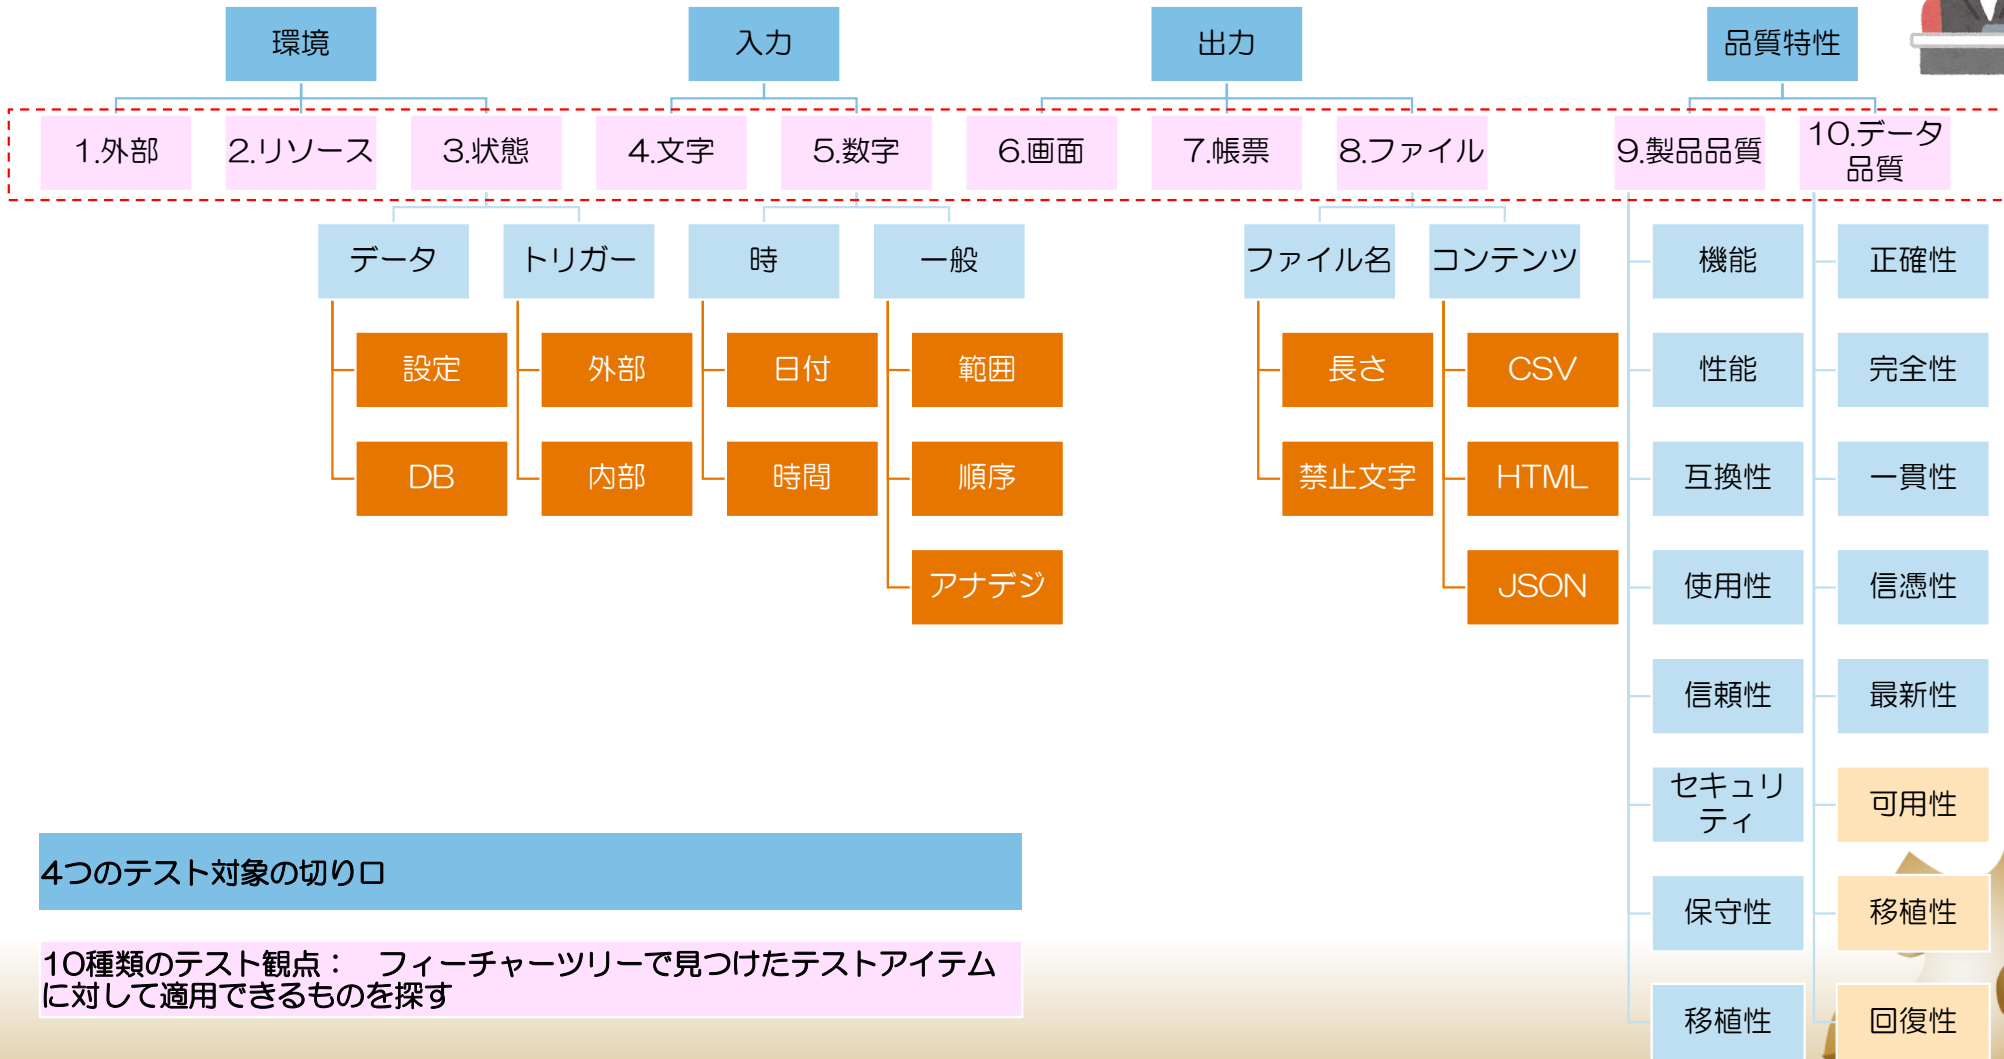 環境
入力
出力
品質特性
1.外部
2.リソース
3.状態
4.文字
5.数字
6.画面
7.帳票
8.ファイル
9.製品品質
10.データ
品質
データ
トリガー
時
一般
ファイル名
コンテンツ
機能
正確性
設定
外部
日付
範囲
長さ
CSV
性能
完全性
DB
内部
時間
順序
禁止文字
HTML
互換性
一貫性
アナデジ
JSON
使用性
信憑性
信頼性
最新性
セキュリ
ティ
可用性
4つのテスト対象の切り口
保守性
移植性
10種類のテスト観点：　フィーチャーツリーで見つけたテストアイテム
に対して適用できるものを探す
移植性
回復性